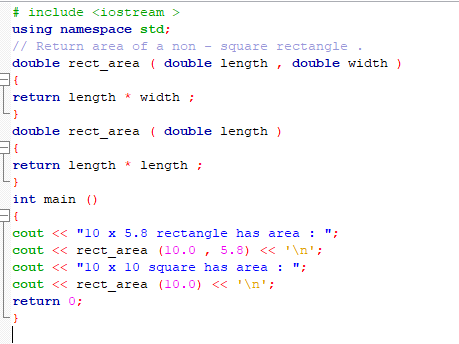 # include <iostream >
using namespace std;
// Return area of a non - square rectangle .
double rect_area ( double length , double width )
{
return length * width ;
}
double rect_area ( double length )
{
return length * length ;
}
int main ()
{
cout << "10 x 5.8 rectangle has area : ";
cout << rect_area (10.0 , 5.8) << '\n';
cout << "10 x 10 square has area : ";
cout << rect_area (10.0) << '\n';
return 0;
}